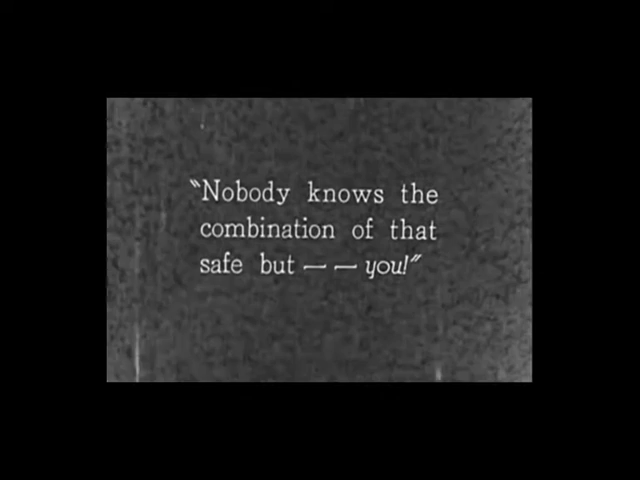 "Nobody knows the
combination of that
safe but — — you!"